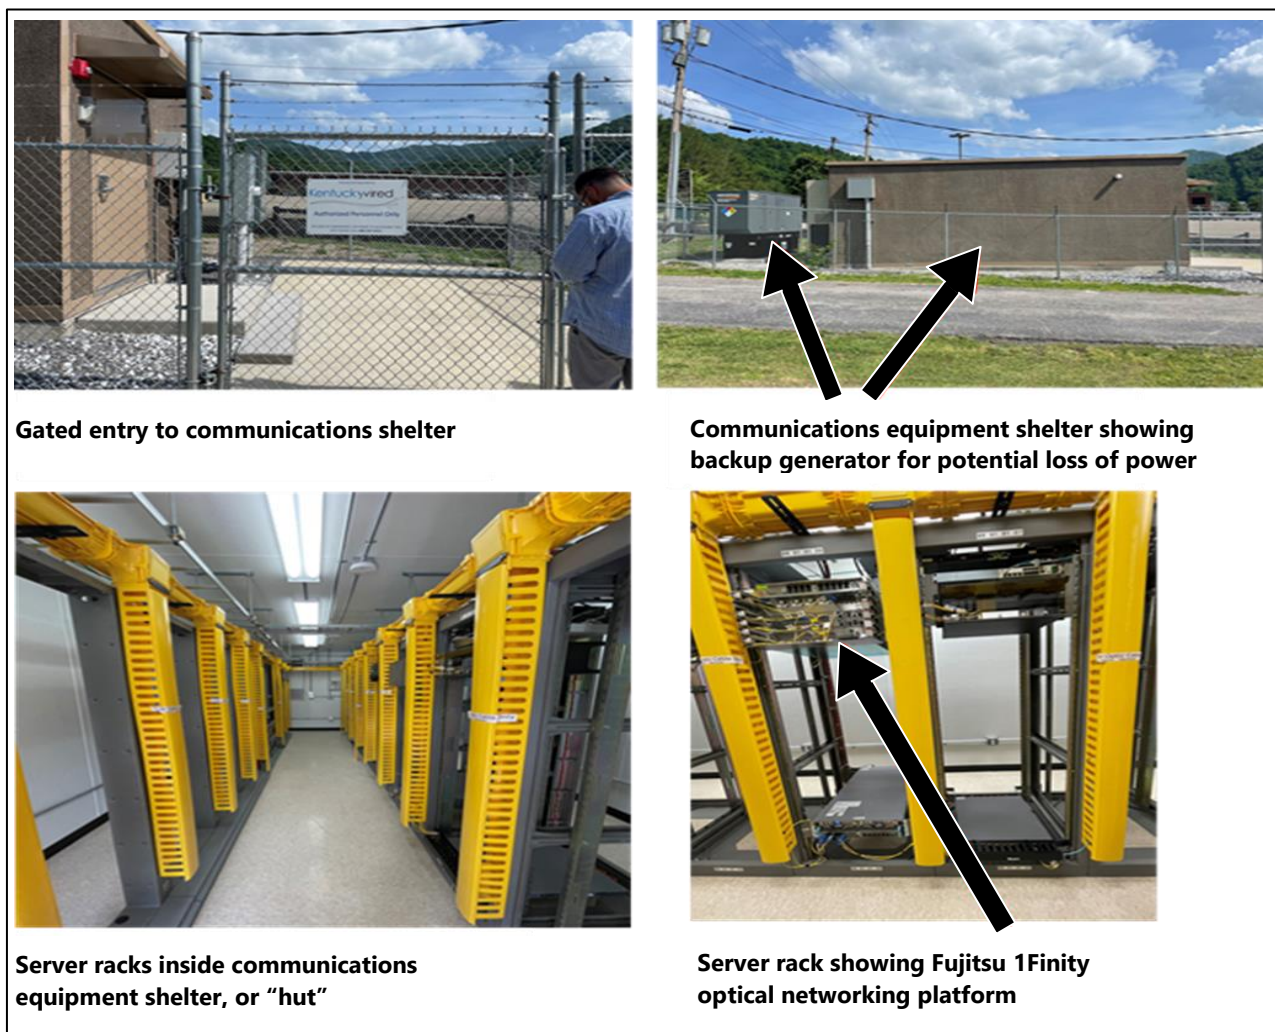 Kentuckywired
Authorized Personnel Only
Gated entry to communications shelter
Communications equipment shelter showing
backup generator for potential loss of power
Server racks inside communications
equipment shelter, or “hut”
Server rack showing Fujitsu 1Finity
optical networking platform